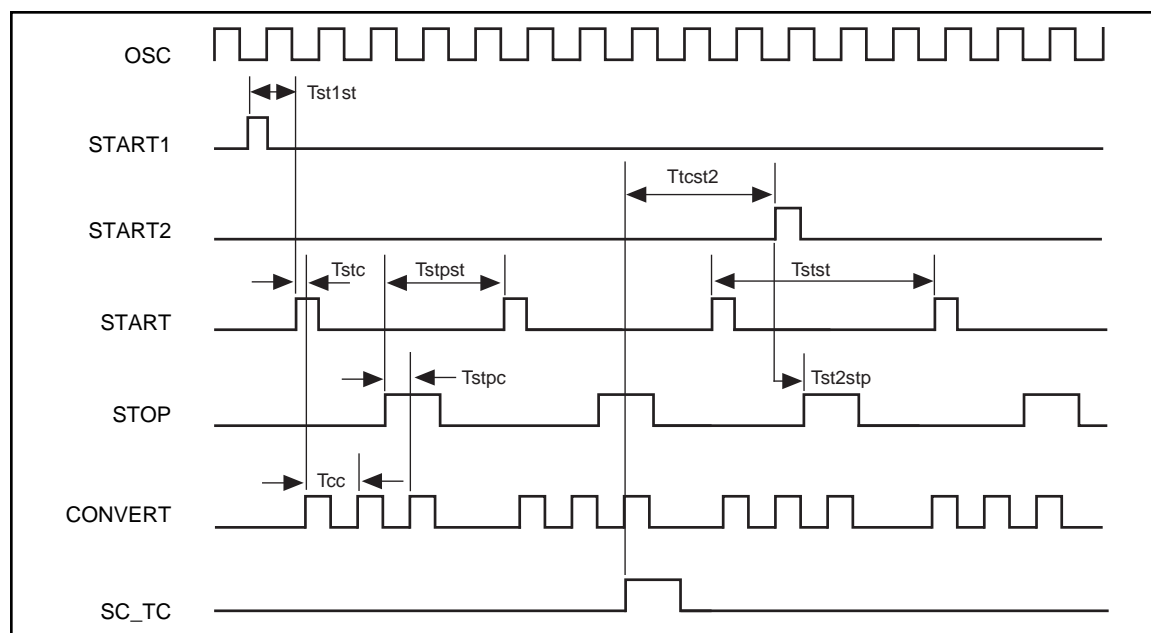 OSC
Tst1st
START1
Ttcst2
START2
Tstc
Tstpst
Tstst
START
Tstpc
Tst2stp
STOP
Tcc
CONVERT
SC_TC